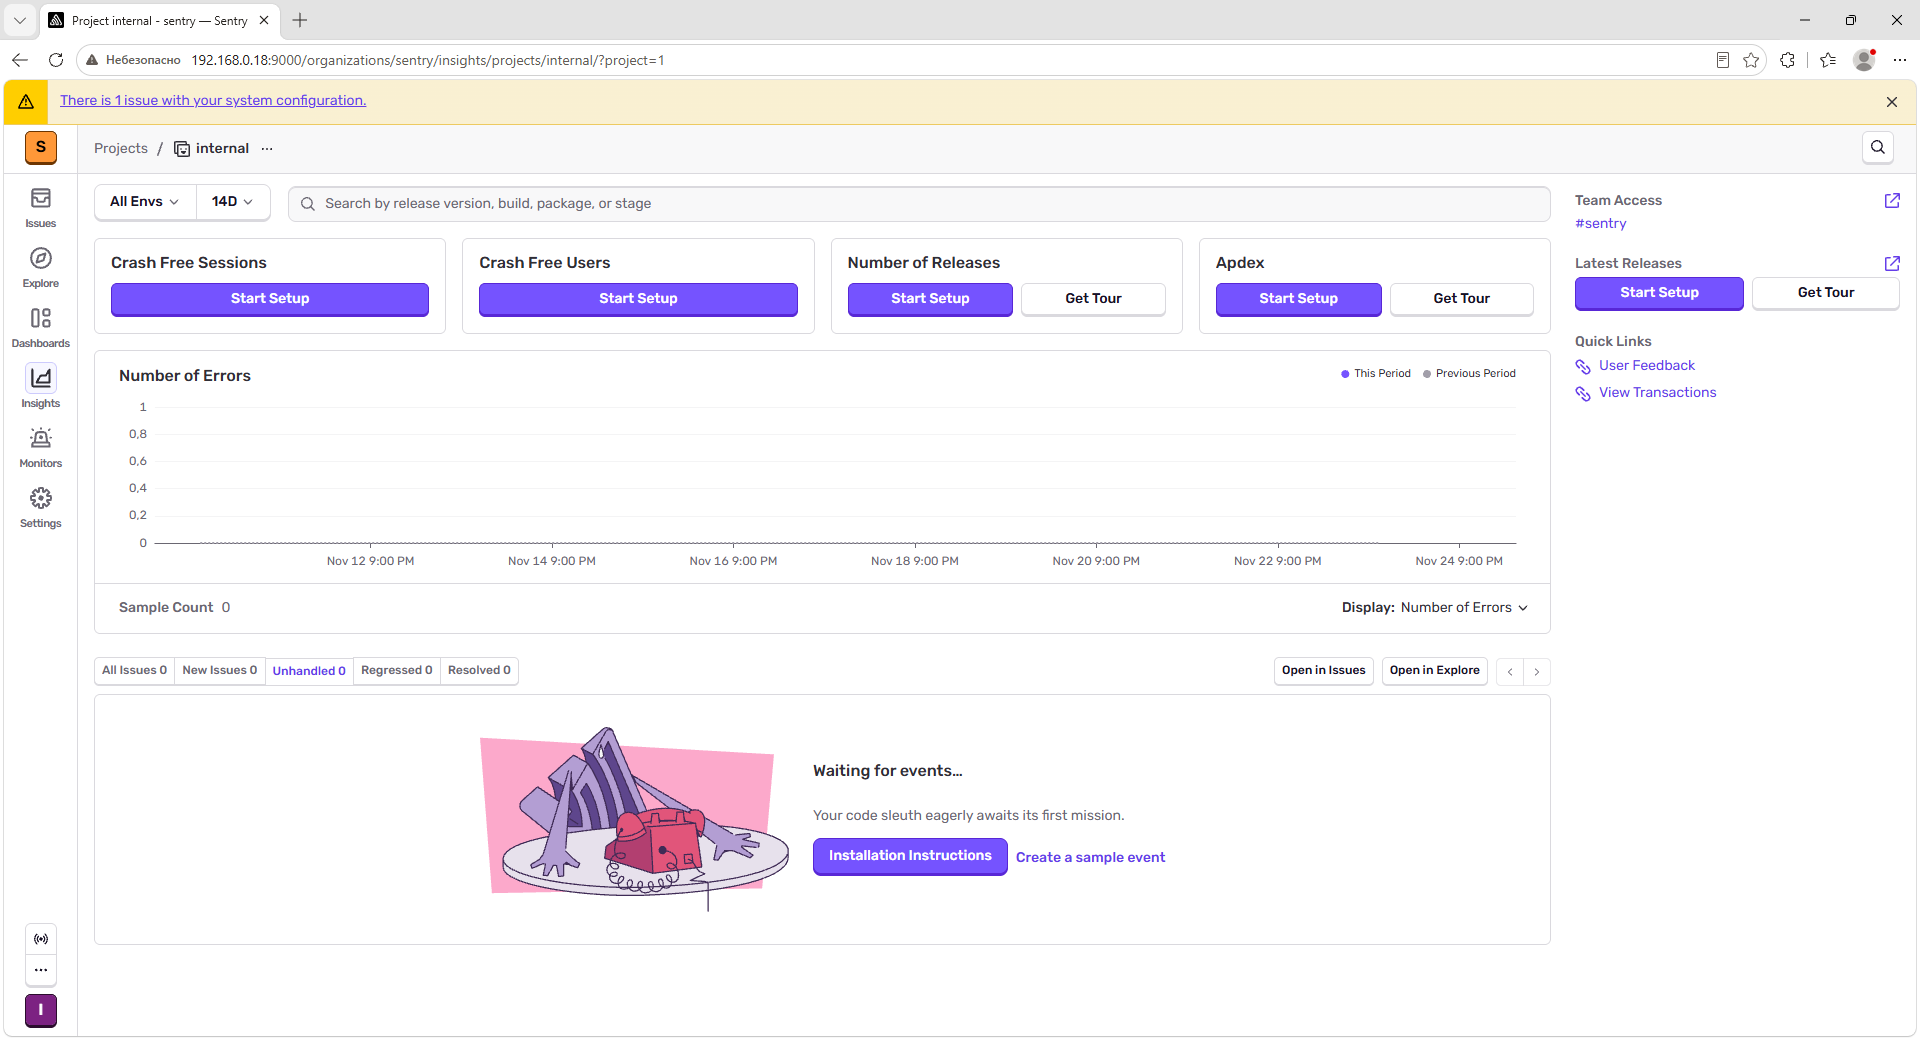 Project internal - sentry — Sentry
Небезопасно 192.168.0.18:9000/organizations/sentry/insights/projects/internal/?project=1
There is 1 issue with your system configuration.
S
Projects / internal ...
Issues
Explore
Dashboards
Insights
Monitors
Settings
I
All Envs 14D Search by release version, build, package, or stage
Crash Free Sessions
Start Setup
Crash Free Users
Start Setup
Number of Releases
Start Setup Get Tour
Apdex
Start Setup Get Tour
Number of Errors
This Period Previous Period
1
0,8
0,6
0,4
0,2
0
Nov 12 9:00 PM Nov 14 9:00 PM Nov 16 9:00 PM Nov 18 9:00 PM Nov 20 9:00 PM Nov 22 9:00 PM Nov 24 9:00 PM
Sample Count 0
Display: Number of Errors
All Issues 0 New Issues 0 Unhandled 0 Regressed 0 Resolved 0
Open in Issues Open in Explore
Waiting for events…
Your code sleuth eagerly awaits its first mission.
Installation Instructions Create a sample event
Team Access
#sentry
Latest Releases
Start Setup Get Tour
Quick Links
User Feedback
View Transactions